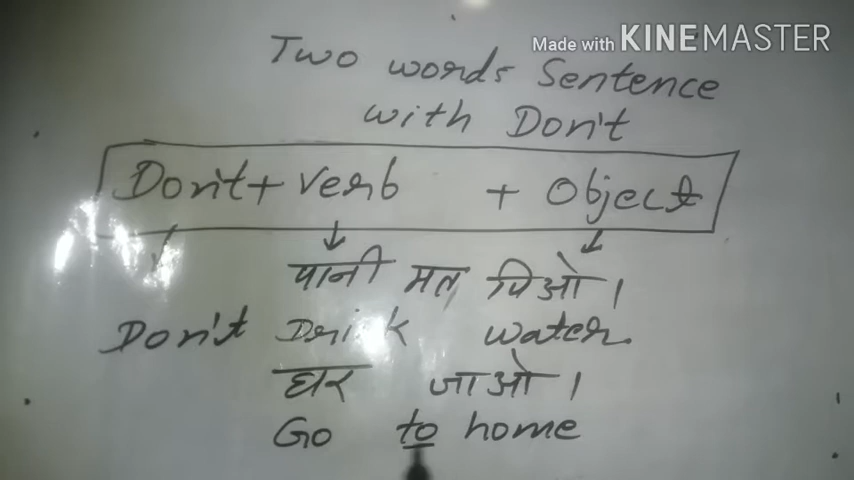 Made with KINEMASTER
Two words Sentence
with Don't
Don't + Verb + Object
पानी मत पिओ।
Don't Drink water.
घर जाओ।
Go to home